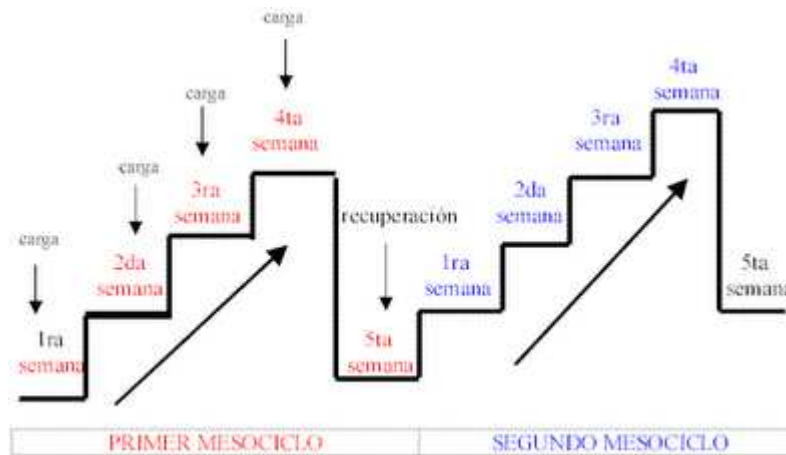 carga
carga
carga
carga
1ra
semana
2da
semana
3ra
semana
4ta
semana
recuperación
5ta
semana
1ra
semana
2da
semana
3ra
semana
4ta
semana
5ta
semana
PRIMER MESOCICLO
SEGUNDO MESOCICLO